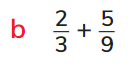 b 2/3 + 5/9